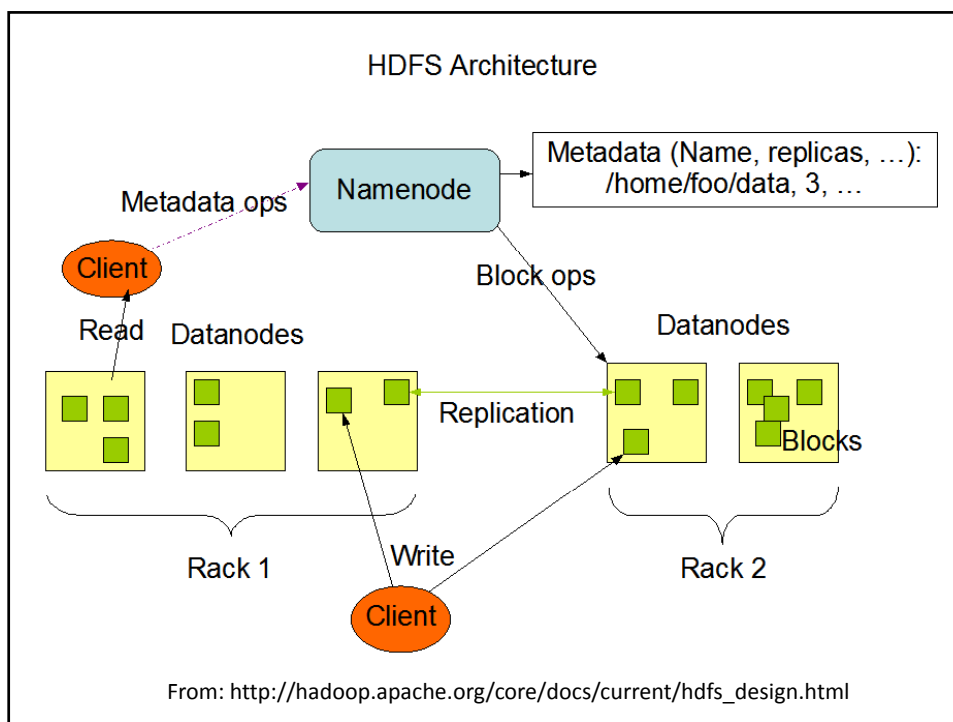 HDFS Architecture
Metadata (Name, replicas, …):
/home/foo/data, 3, …
Namenode
Metadata ops
Client
Block ops
Read
Datanodes
Datanodes
Replication
Blocks
Rack 1
Write
Rack 2
Client
From: http://hadoop.apache.org/core/docs/current/hdfs_design.html